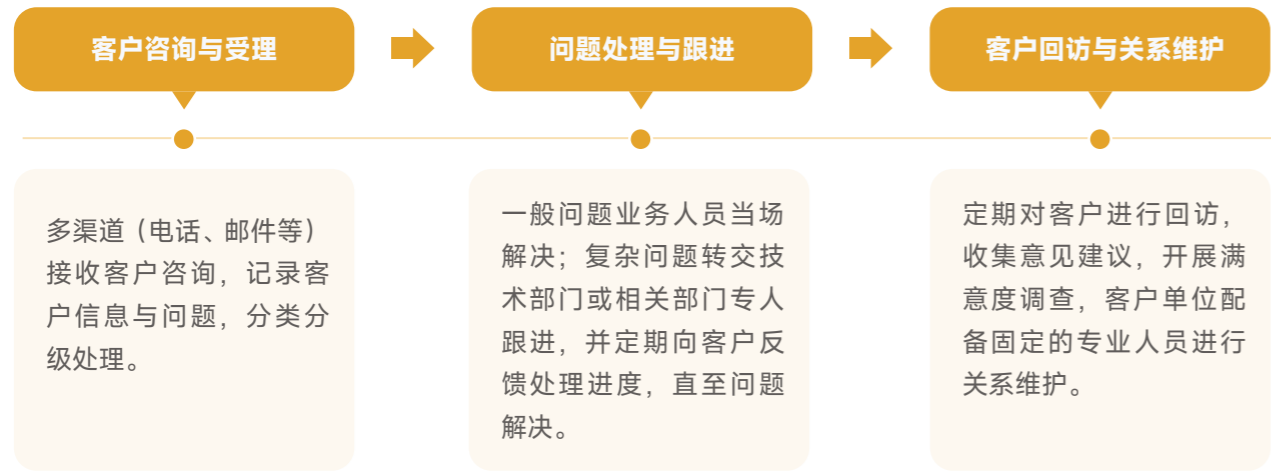 客户咨询与受理
问题处理与跟进
客户回访与关系维护
多渠道（电话、邮件等）
接收客户咨询，记录客
户信息与问题，分类分
级处理。
一般问题业务人员当场
解决；复杂问题转交技
术部门或相关部门专人
跟进，并定期向客户反
馈处理进度，直至问题
解决。
定期对客户进行回访，
收集意见建议，开展满
意度调查，客户单位配
备固定的专业人员进行
关系维护。